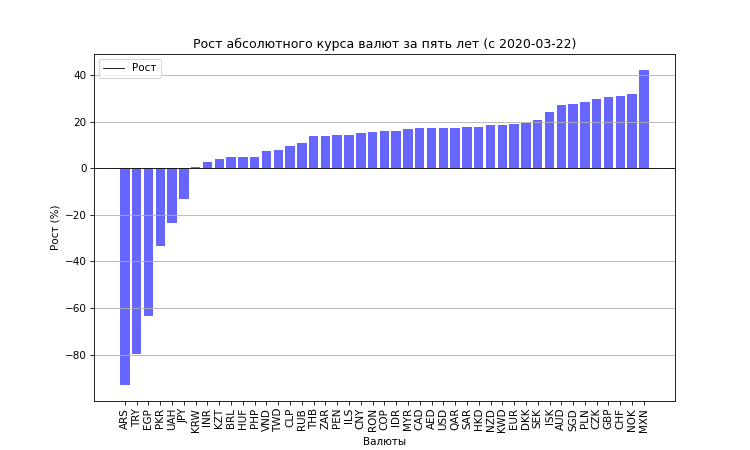 Рост абсолютного курса валют за пять лет (с 2020-03-22)
Рост
40
20
0
−20
−40
−60
−80
Рост (%)
ARS TRY EGP PKR UAH JPY KRW INR KZT BRL HUF PHP VND TWD CLP RUB THB ZAR PEN ILS CNY RON COP IDR MYR CAD AED USD QAR SAR HKD NZD KWD EUR DKK SEK ISK AUD SGD PLN CZK GBP CHF NOK MXN
Валюты